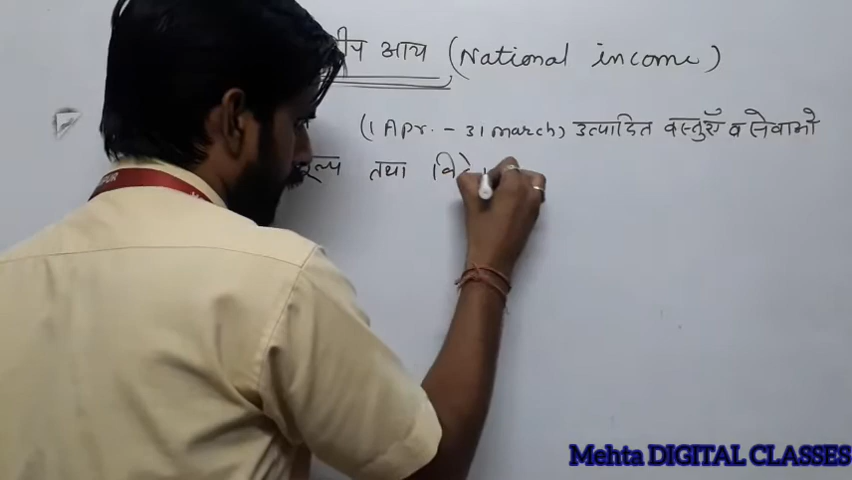 आय (National income)
(1 Apr. - 31 march) उत्पादित वस्तुएँ व सेवाओ
तथा
Mehta DIGITAL CLASSES